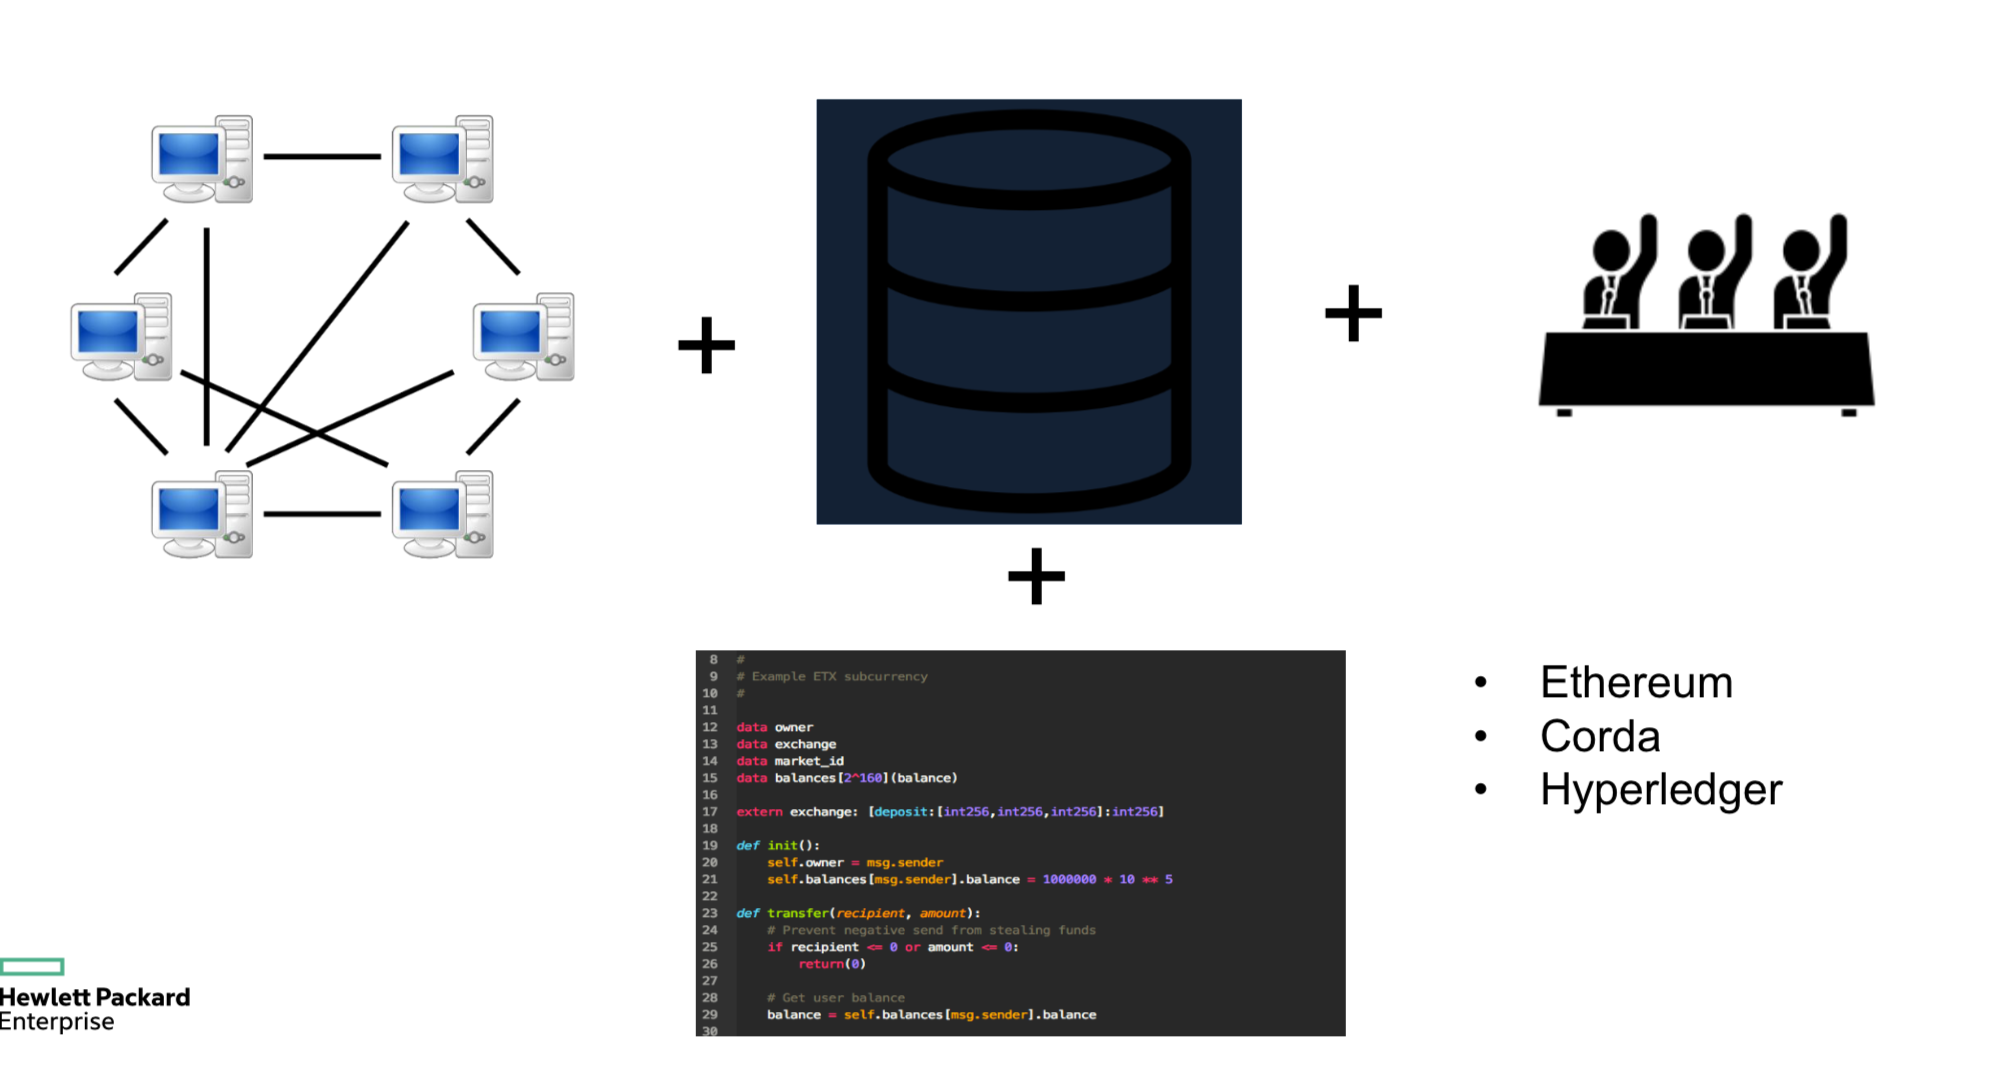 +
+
+
8 #
9 # Example ETX subcurrency
10 #
11
12 data owner
13 data exchange
14 data market_id
15 data balances[2^160](balance)
16
17 extern exchange: [deposit:[int256,int256,int256]:int256]
18
19 def init():
20 self.owner = msg.sender
21 self.balances[msg.sender].balance = 1000000 * 10 ** 5
22
23 def transfer(recipient, amount):
24 # Prevent negative send from stealing funds
25 if recipient <= 0 or amount <= 0:
26 return(0)
27
28 # Get user balance
29 balance = self.balances[msg.sender].balance
30
• Ethereum
• Corda
• Hyperledger
Hewlett Packard
Enterprise